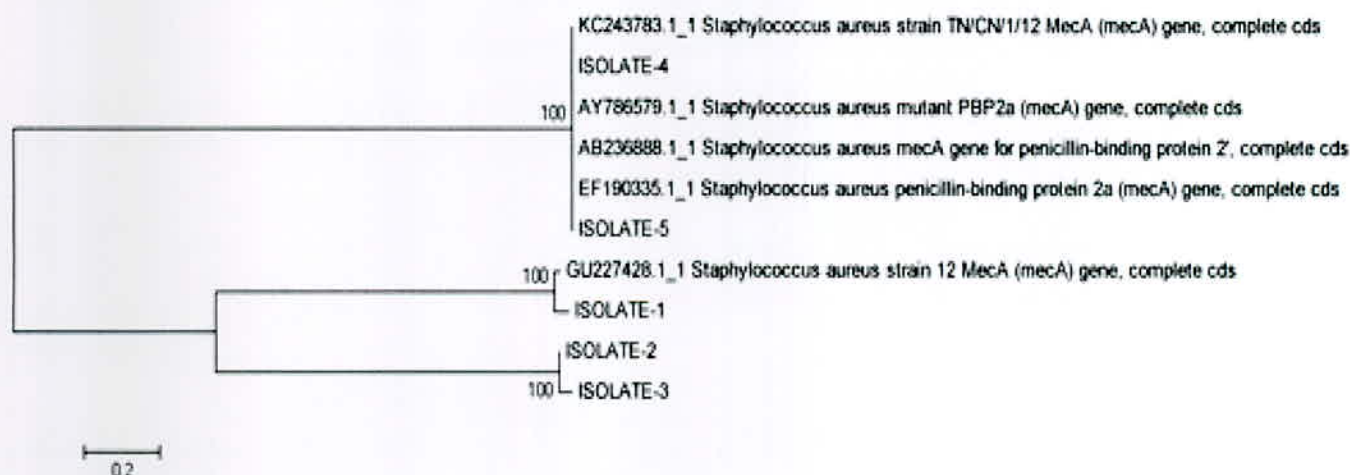 KC243783.1_1 Staphylococcus aureus strain TN/CN/1/12 MecA (mecA) gene, complete cds
ISOLATE-4
100
AY786579.1_1 Staphylococcus aureus mutant PBP2a (mecA) gene, complete cds
AB236888.1_1 Staphylococcus aureus mecA gene for penicillin-binding protein 2', complete cds
EF190335.1_1 Staphylococcus aureus penicillin-binding protein 2a (mecA) gene, complete cds
ISOLATE-5
100
GU227428.1_1 Staphylococcus aureus strain 12 MecA (mecA) gene, complete cds
ISOLATE-1
ISOLATE-2
100
ISOLATE-3
0.2